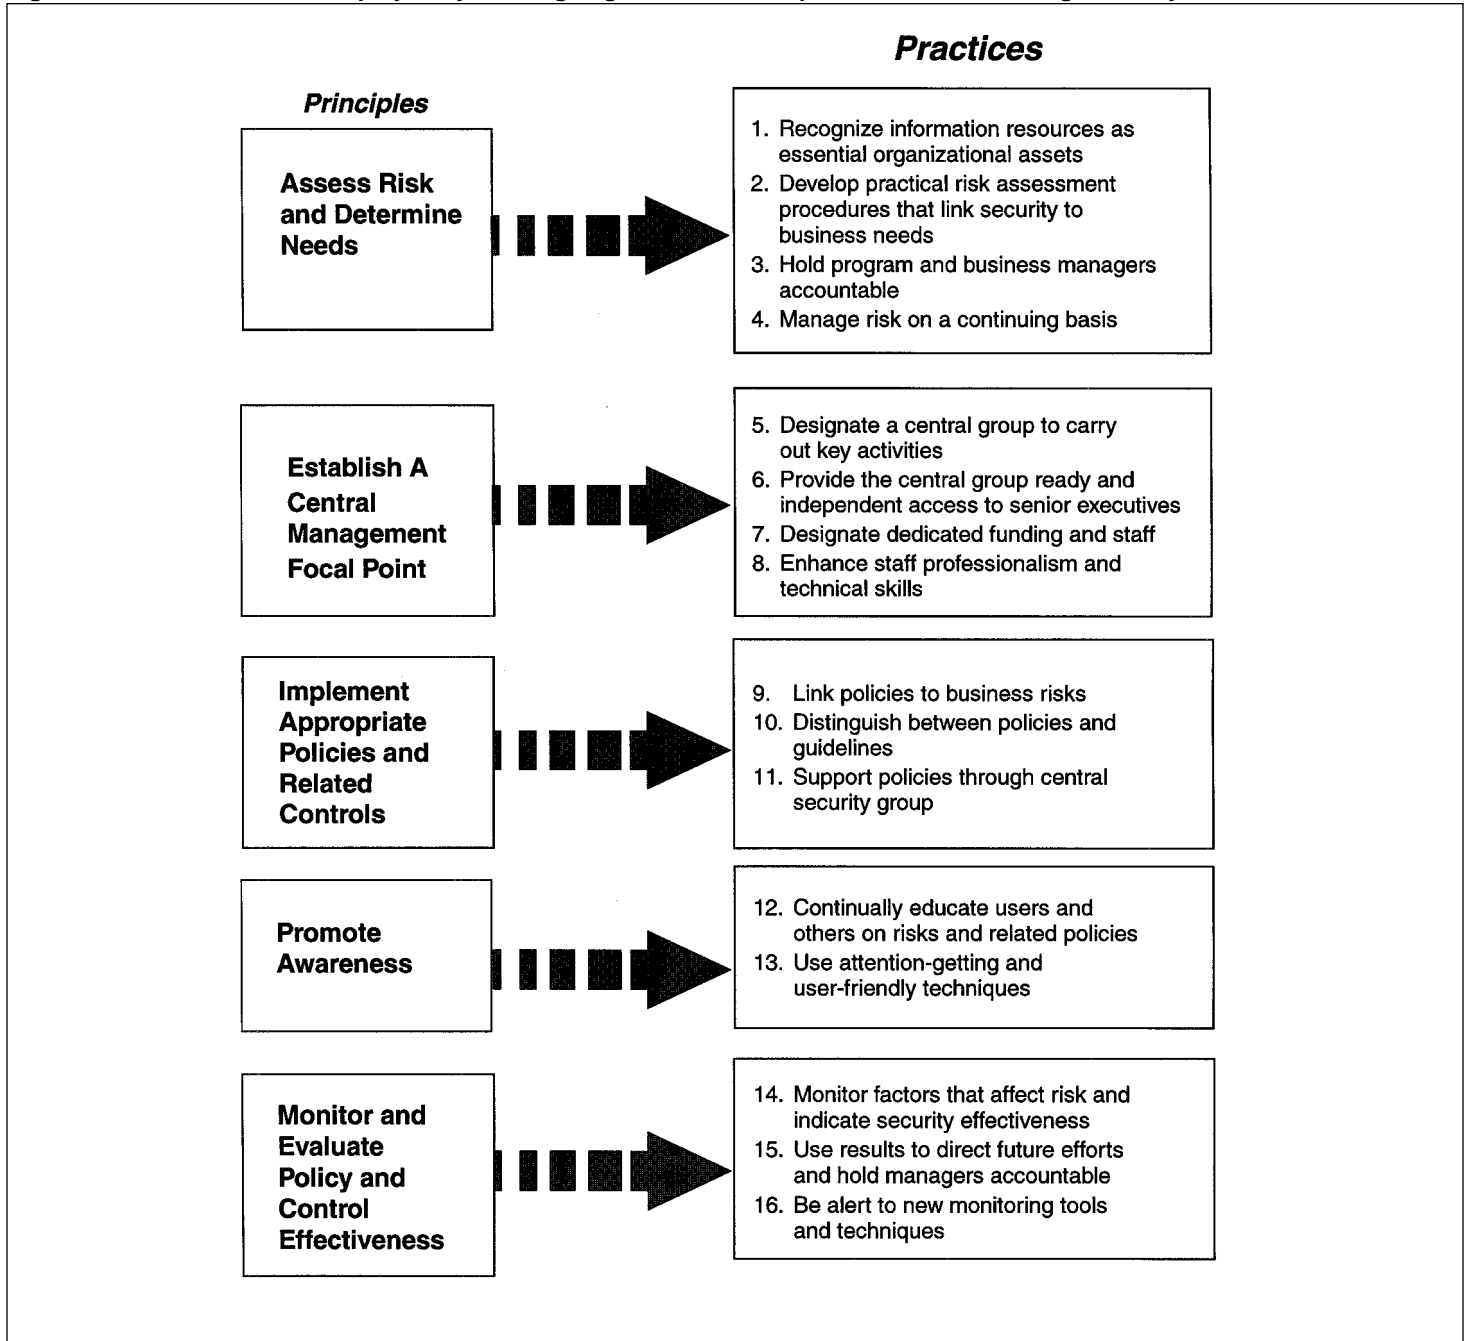 Practices
Principles
Assess Risk
and Determine
Needs
1. Recognize information resources as
essential organizational assets
2. Develop practical risk assessment
procedures that link security to
business needs
3. Hold program and business managers
accountable
4. Manage risk on a continuing basis
Establish A
Central
Management
Focal Point
5. Designate a central group to carry
out key activities
6. Provide the central group ready and
independent access to senior executives
7. Designate dedicated funding and staff
8. Enhance staff professionalism and
technical skills
Implement
Appropriate
Policies and
Related
Controls
9. Link policies to business risks
10. Distinguish between policies and
guidelines
11. Support policies through central
security group
Promote
Awareness
12. Continually educate users and
others on risks and related policies
13. Use attention-getting and
user-friendly techniques
Monitor and
Evaluate
Policy and
Control
Effectiveness
14. Monitor factors that affect risk and
indicate security effectiveness
15. Use results to direct future efforts
and hold managers accountable
16. Be alert to new monitoring tools
and techniques